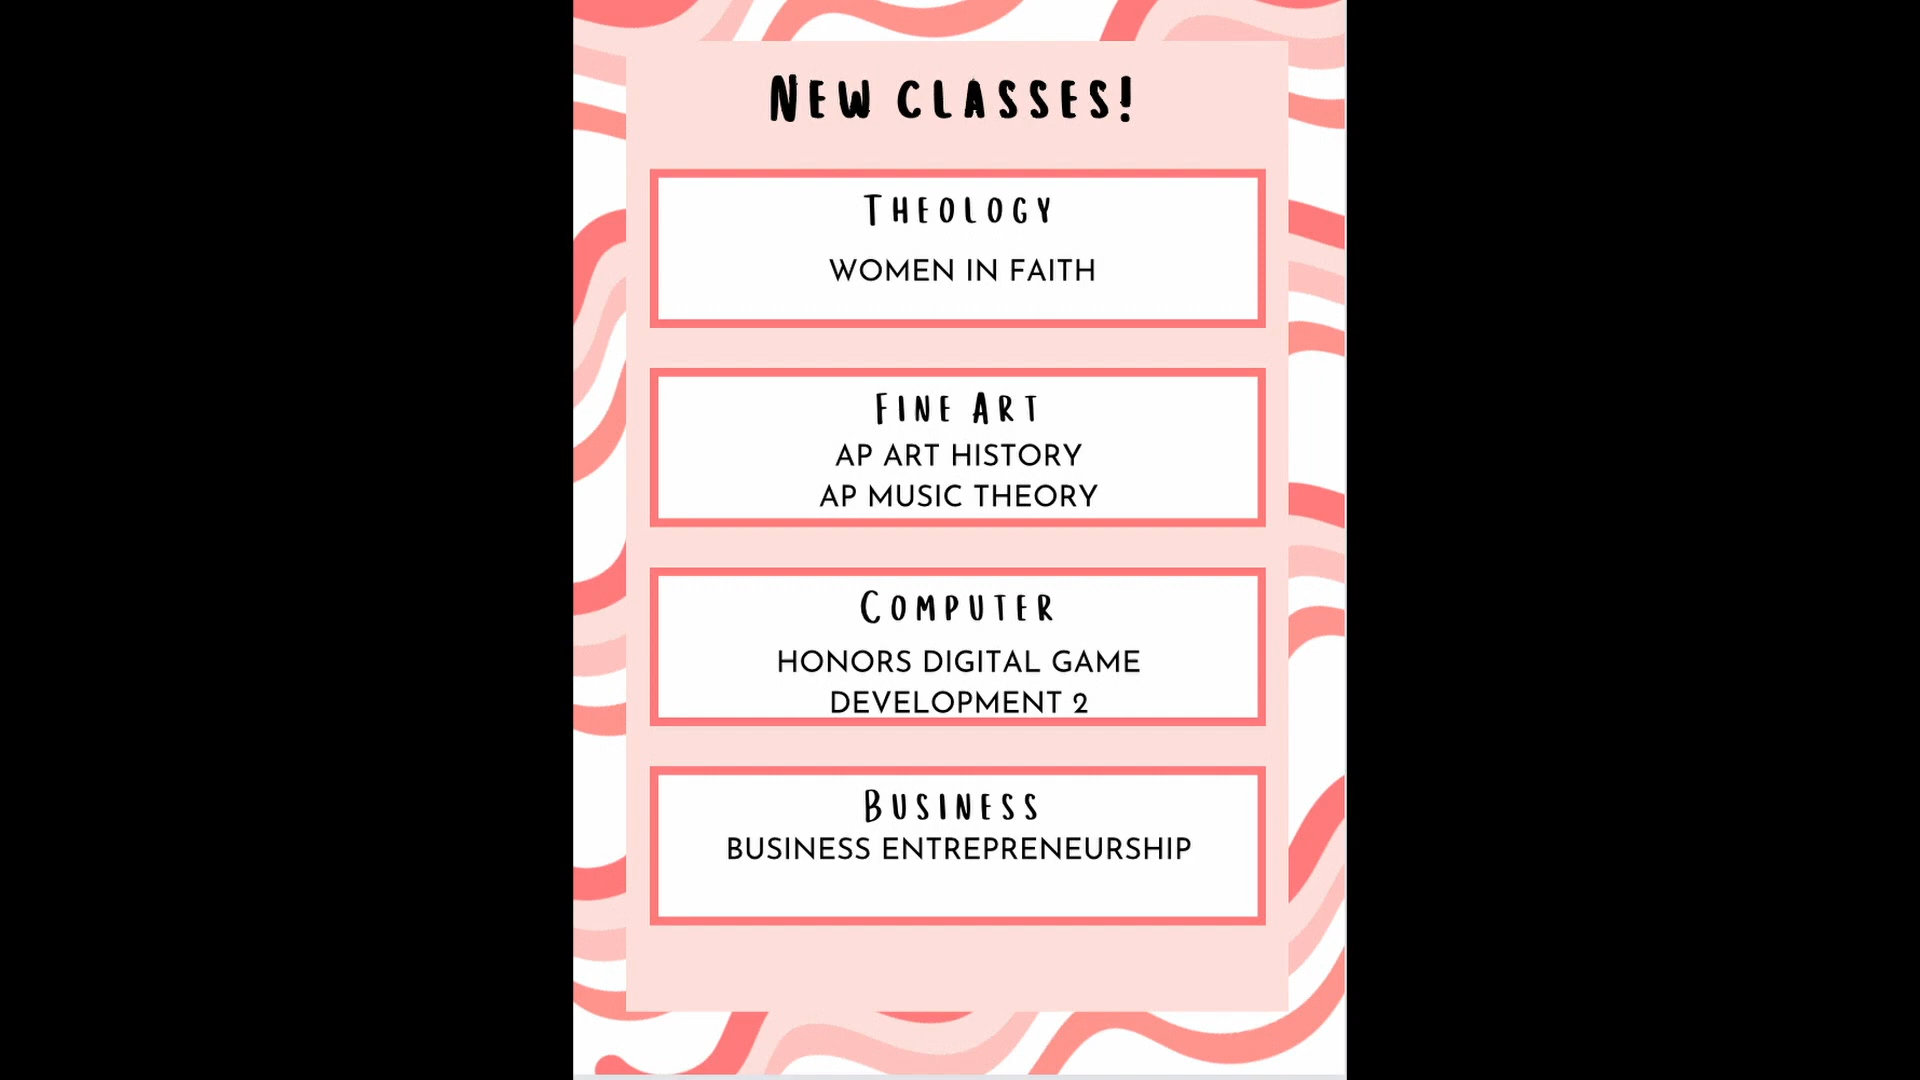 NEW CLASSES!
THEOLOGY
WOMEN IN FAITH
FINE ART
AP ART HISTORY
AP MUSIC THEORY
COMPUTER
HONORS DIGITAL GAME
DEVELOPMENT 2
BUSINESS
BUSINESS ENTREPRENEURSHIP